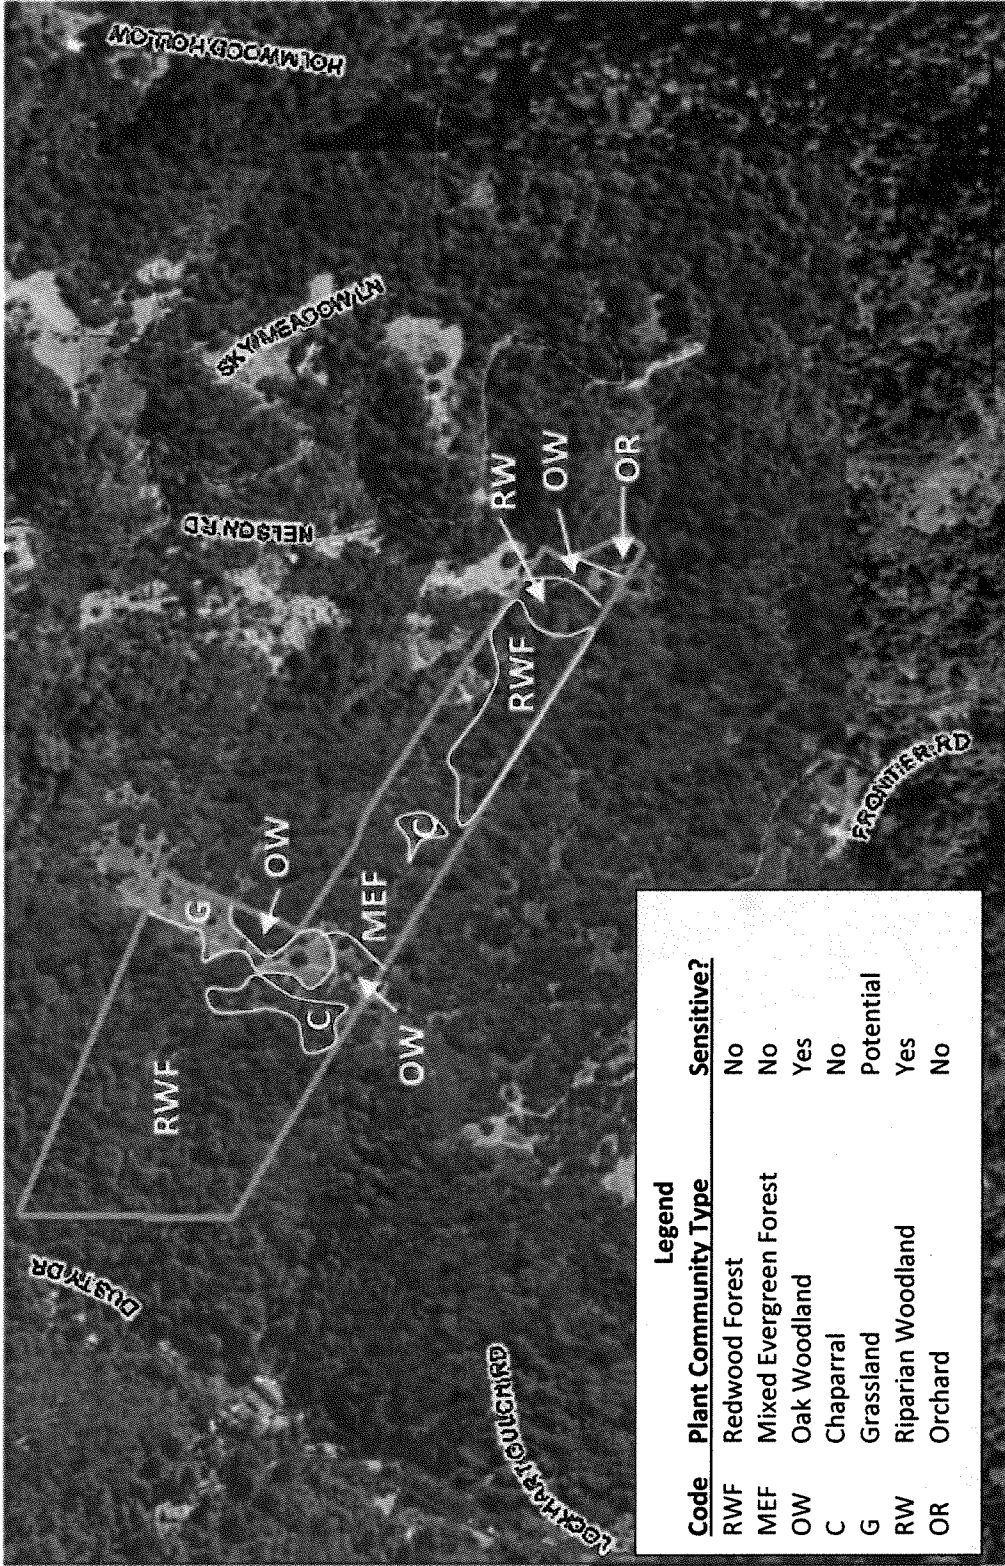 HOLMWOOD HOLLOW
SKY MEADOW LN
NELSON RD
DUSTY DR
LOCKHART GULCH RD
FRONTIER RD
RWF
G
OW
C
OW
MEF
C
RWF
RW
OW
OR
Legend
Code Plant Community Type Sensitive?
RWF Redwood Forest No
MEF Mixed Evergreen Forest No
OW Oak Woodland Yes
C Chaparral No
G Grassland Potential
RW Riparian Woodland Yes
OR Orchard No